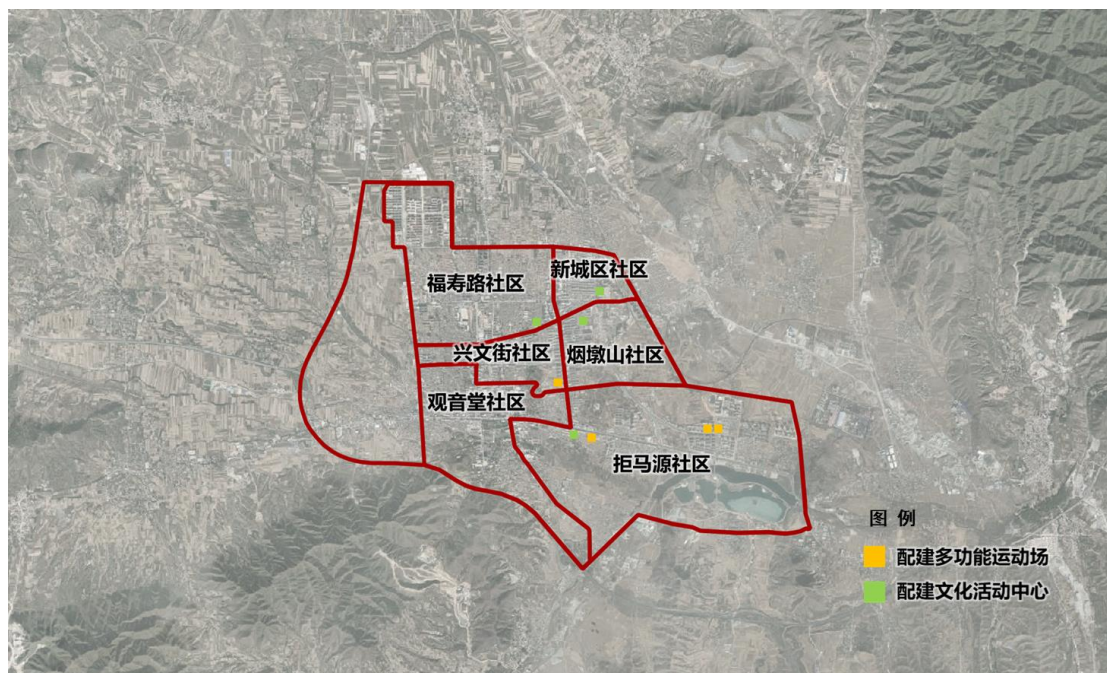 新城区社区
福寿路社区
兴文街社区
烟墩山社区
观音堂社区
拒马源社区
图 例
配建多功能运动场
配建文化活动中心